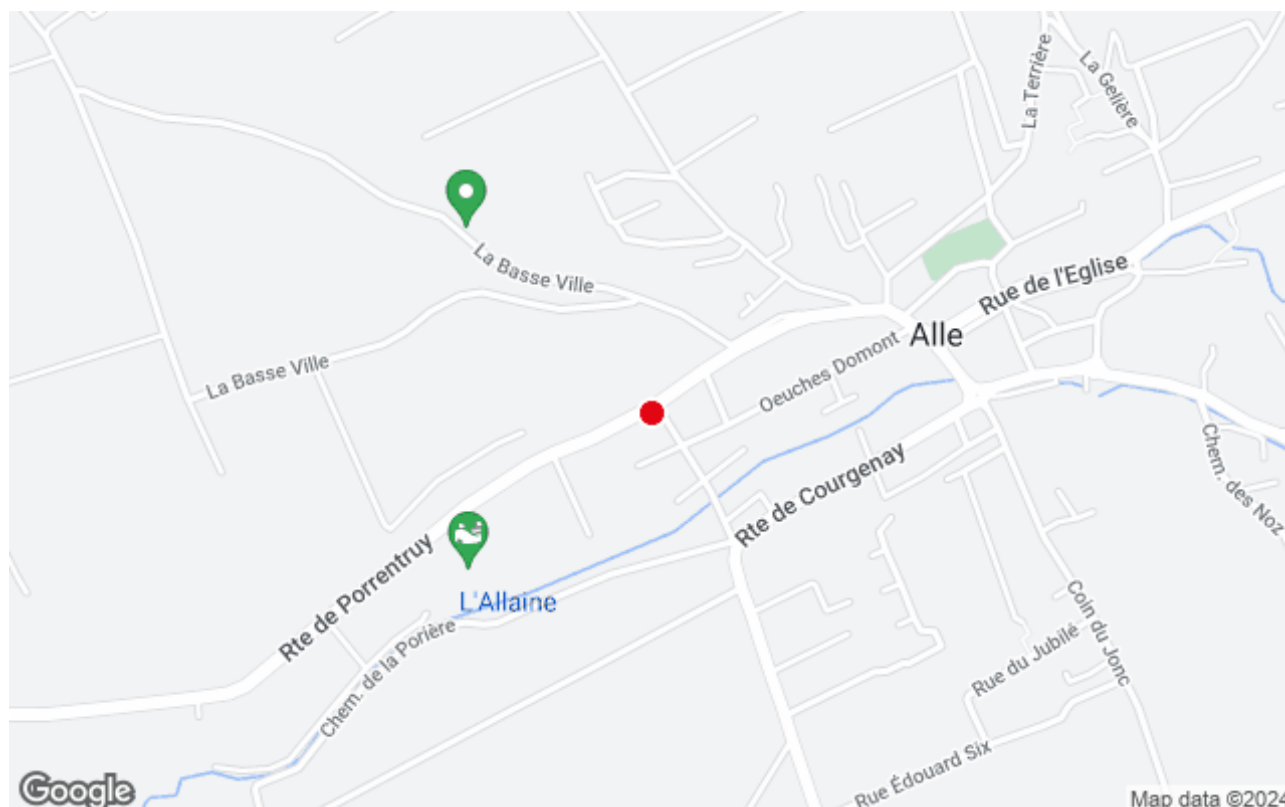 La Terrière
La Gelière
La Basse Ville
Rue de l'Eglise
Alle
La Basse Ville
Oeuches Domont
Rte de Courgenay
Chem. des Noz
Rte de Porrentruy
L'Allaine
Chem. de la Porière
Coin du Jonc
Rue du Jubilé
Rue Édouard Six
Google
Map data ©2024